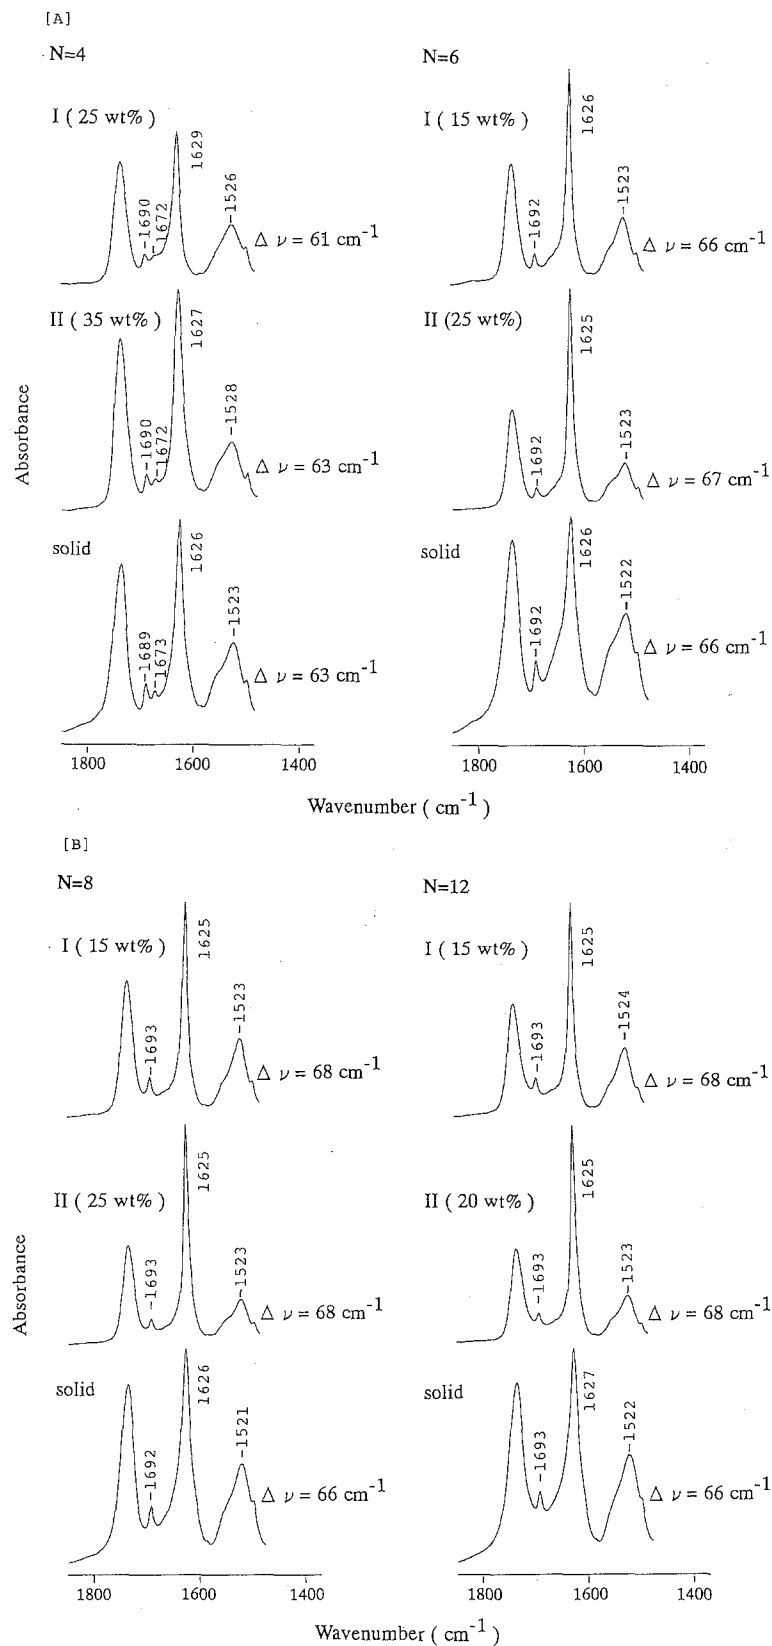 [A]
N=4
I ( 25 wt% )
1690
1672
1629
1526
Δ ν = 61 cm-1
II ( 35 wt% )
1690
1672
1627
1528
Δ ν = 63 cm-1
solid
1689
1673
1626
1523
Δ ν = 63 cm-1
1800 1600 1400
N=6
I ( 15 wt% )
1692
1626
1523
Δ ν = 66 cm-1
II (25 wt%)
1692
1625
1523
Δ ν = 67 cm-1
solid
1692
1626
1522
Δ ν = 66 cm-1
1800 1600 1400
Absorbance
Wavenumber ( cm-1 )
[B]
N=8
I ( 15 wt% )
1693
1625
1523
Δ ν = 68 cm-1
II ( 25 wt% )
1693
1625
1523
Δ ν = 68 cm-1
solid
1692
1626
1521
Δ ν = 66 cm-1
1800 1600 1400
N=12
I ( 15 wt% )
1693
1625
1524
Δ ν = 68 cm-1
II ( 20 wt% )
1693
1625
1523
Δ ν = 68 cm-1
solid
1693
1627
1522
Δ ν = 66 cm-1
1800 1600 1400
Absorbance
Wavenumber ( cm-1 )